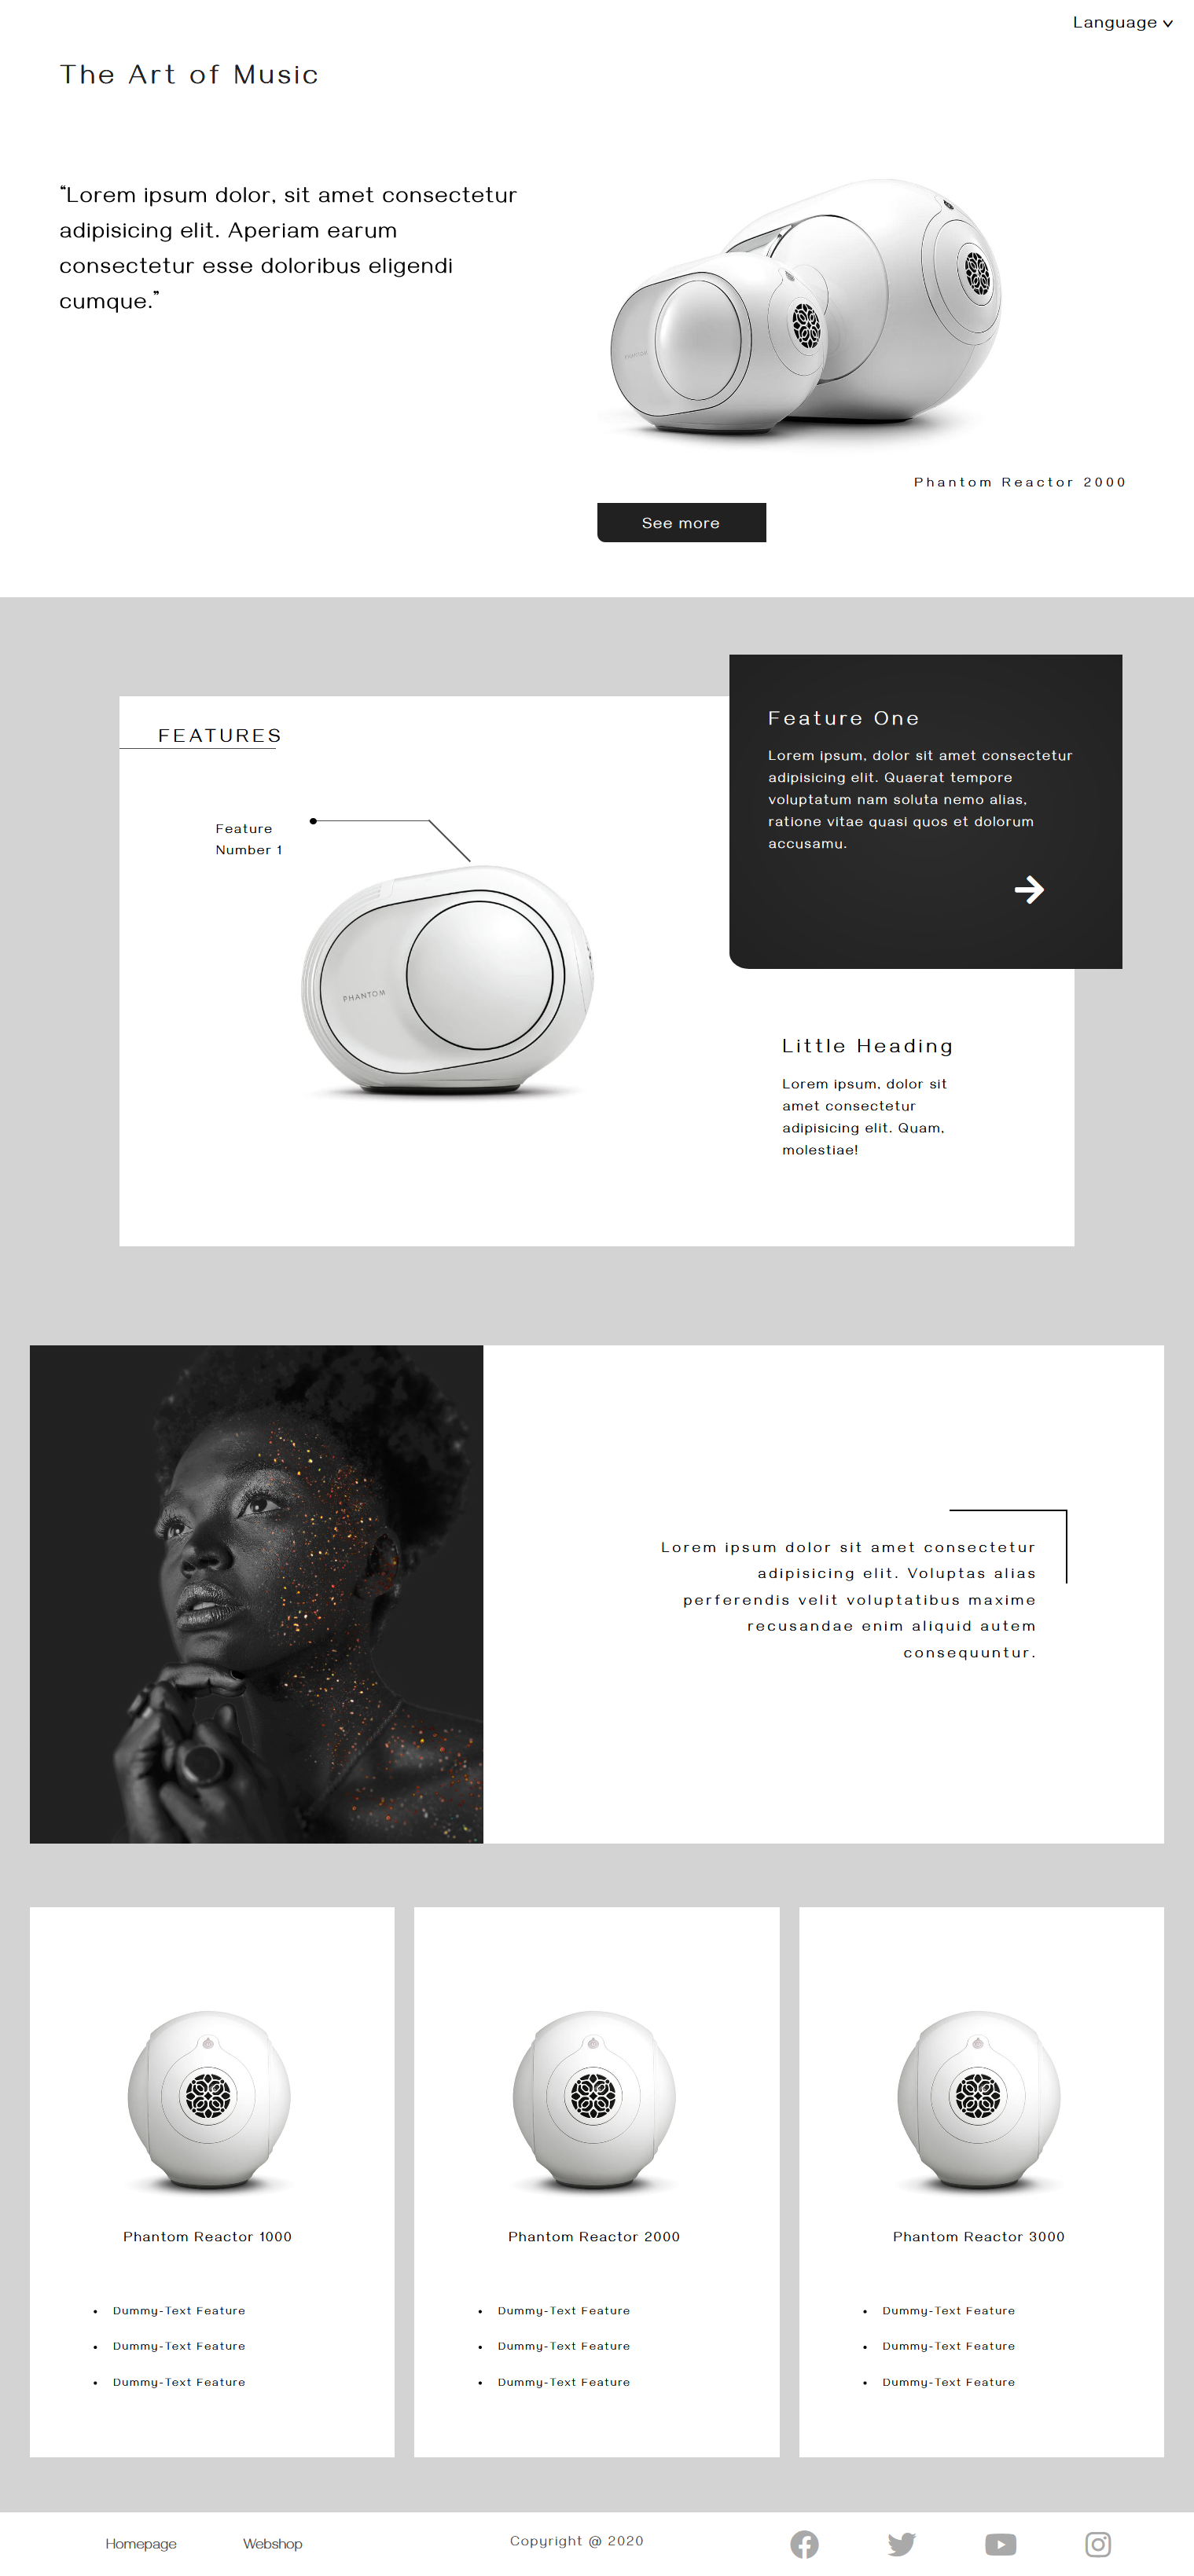 Language
The Art of Music
“Lorem ipsum dolor, sit amet consectetur
adipisicing elit. Aperiam earum
consectetur esse doloribus eligendi
cumque.”
PHANTOM
Phantom Reactor 2000
See more
FEATURES
Feature
Number 1
PHANTOM
Feature One
Lorem ipsum, dolor sit amet consectetur
adipisicing elit. Quaerat tempore
voluptatum nam soluta nemo alias,
ratione vitae quasi quos et dolorum
accusamu.
Little Heading
Lorem ipsum, dolor sit
amet consectetur
adipisicing elit. Quam,
molestiae!
Lorem ipsum dolor sit amet consectetur
adipisicing elit. Voluptas alias
perferendis velit voluptatibus maxime
recusandae enim aliquid autem
consequuntur.
Phantom Reactor 1000
Dummy-Text Feature
Dummy-Text Feature
Dummy-Text Feature
Phantom Reactor 2000
Dummy-Text Feature
Dummy-Text Feature
Dummy-Text Feature
Phantom Reactor 3000
Dummy-Text Feature
Dummy-Text Feature
Dummy-Text Feature
Homepage
Webshop
Copyright @ 2020